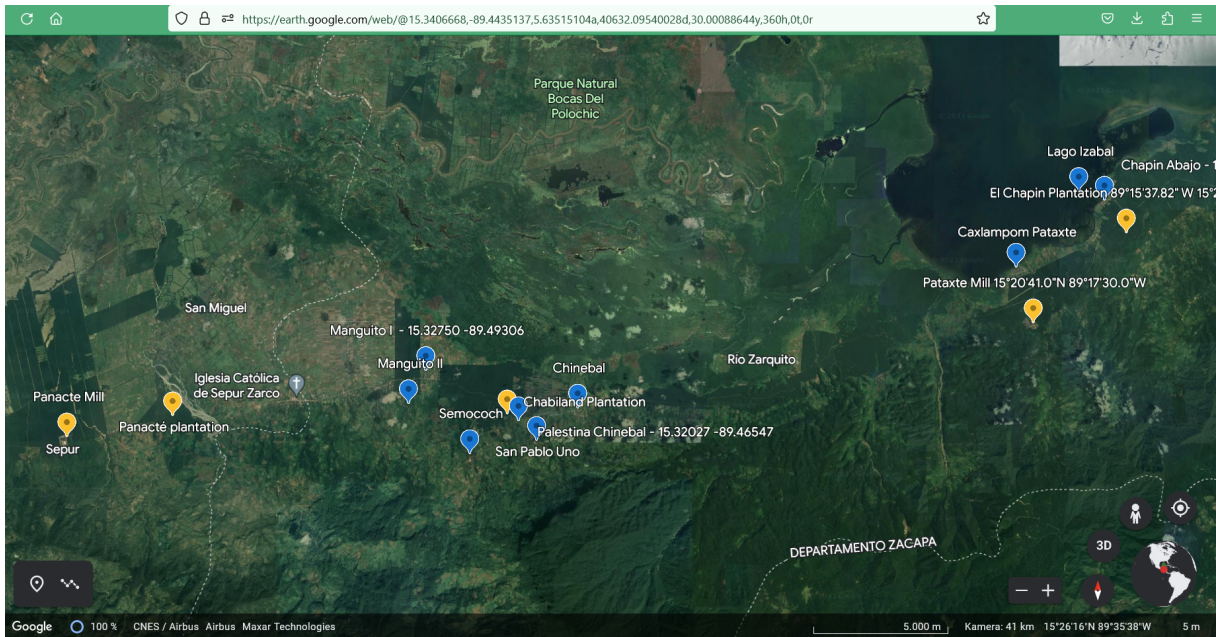 https://earth.google.com/web/@15.3406668,-89.4435137,5.63515104a,40632.09540028d,30.00088644y,360h,0t,0r
Parque Natural
Bocas Del
Polochic
Lago Izabal
Chapin Abajo - 1
El Chapin Plantation 89°15'37.82" W 15°2
Caxlampom Pataxte
Pataxte Mill 15°20'41.0"N 89°17'30.0"W
San Miguel
Manguito I - 15.32750 -89.49306
Manguito II
Río Zarquito
Chinebal
Iglesia Católica
de Sepur Zarco
Panacte Mill
Chabiland Plantation
Semococh
Panacté plantation
Palestina Chinebal - 15.32027 -89.46547
Sepur
San Pablo Uno
DEPARTAMENTO ZACAPA
3D
Google
100 %
CNES / Airbus Airbus Maxar Technologies
5.000 m
Kamera: 41 km
15°26'16"N 89°35'38"W
5 m